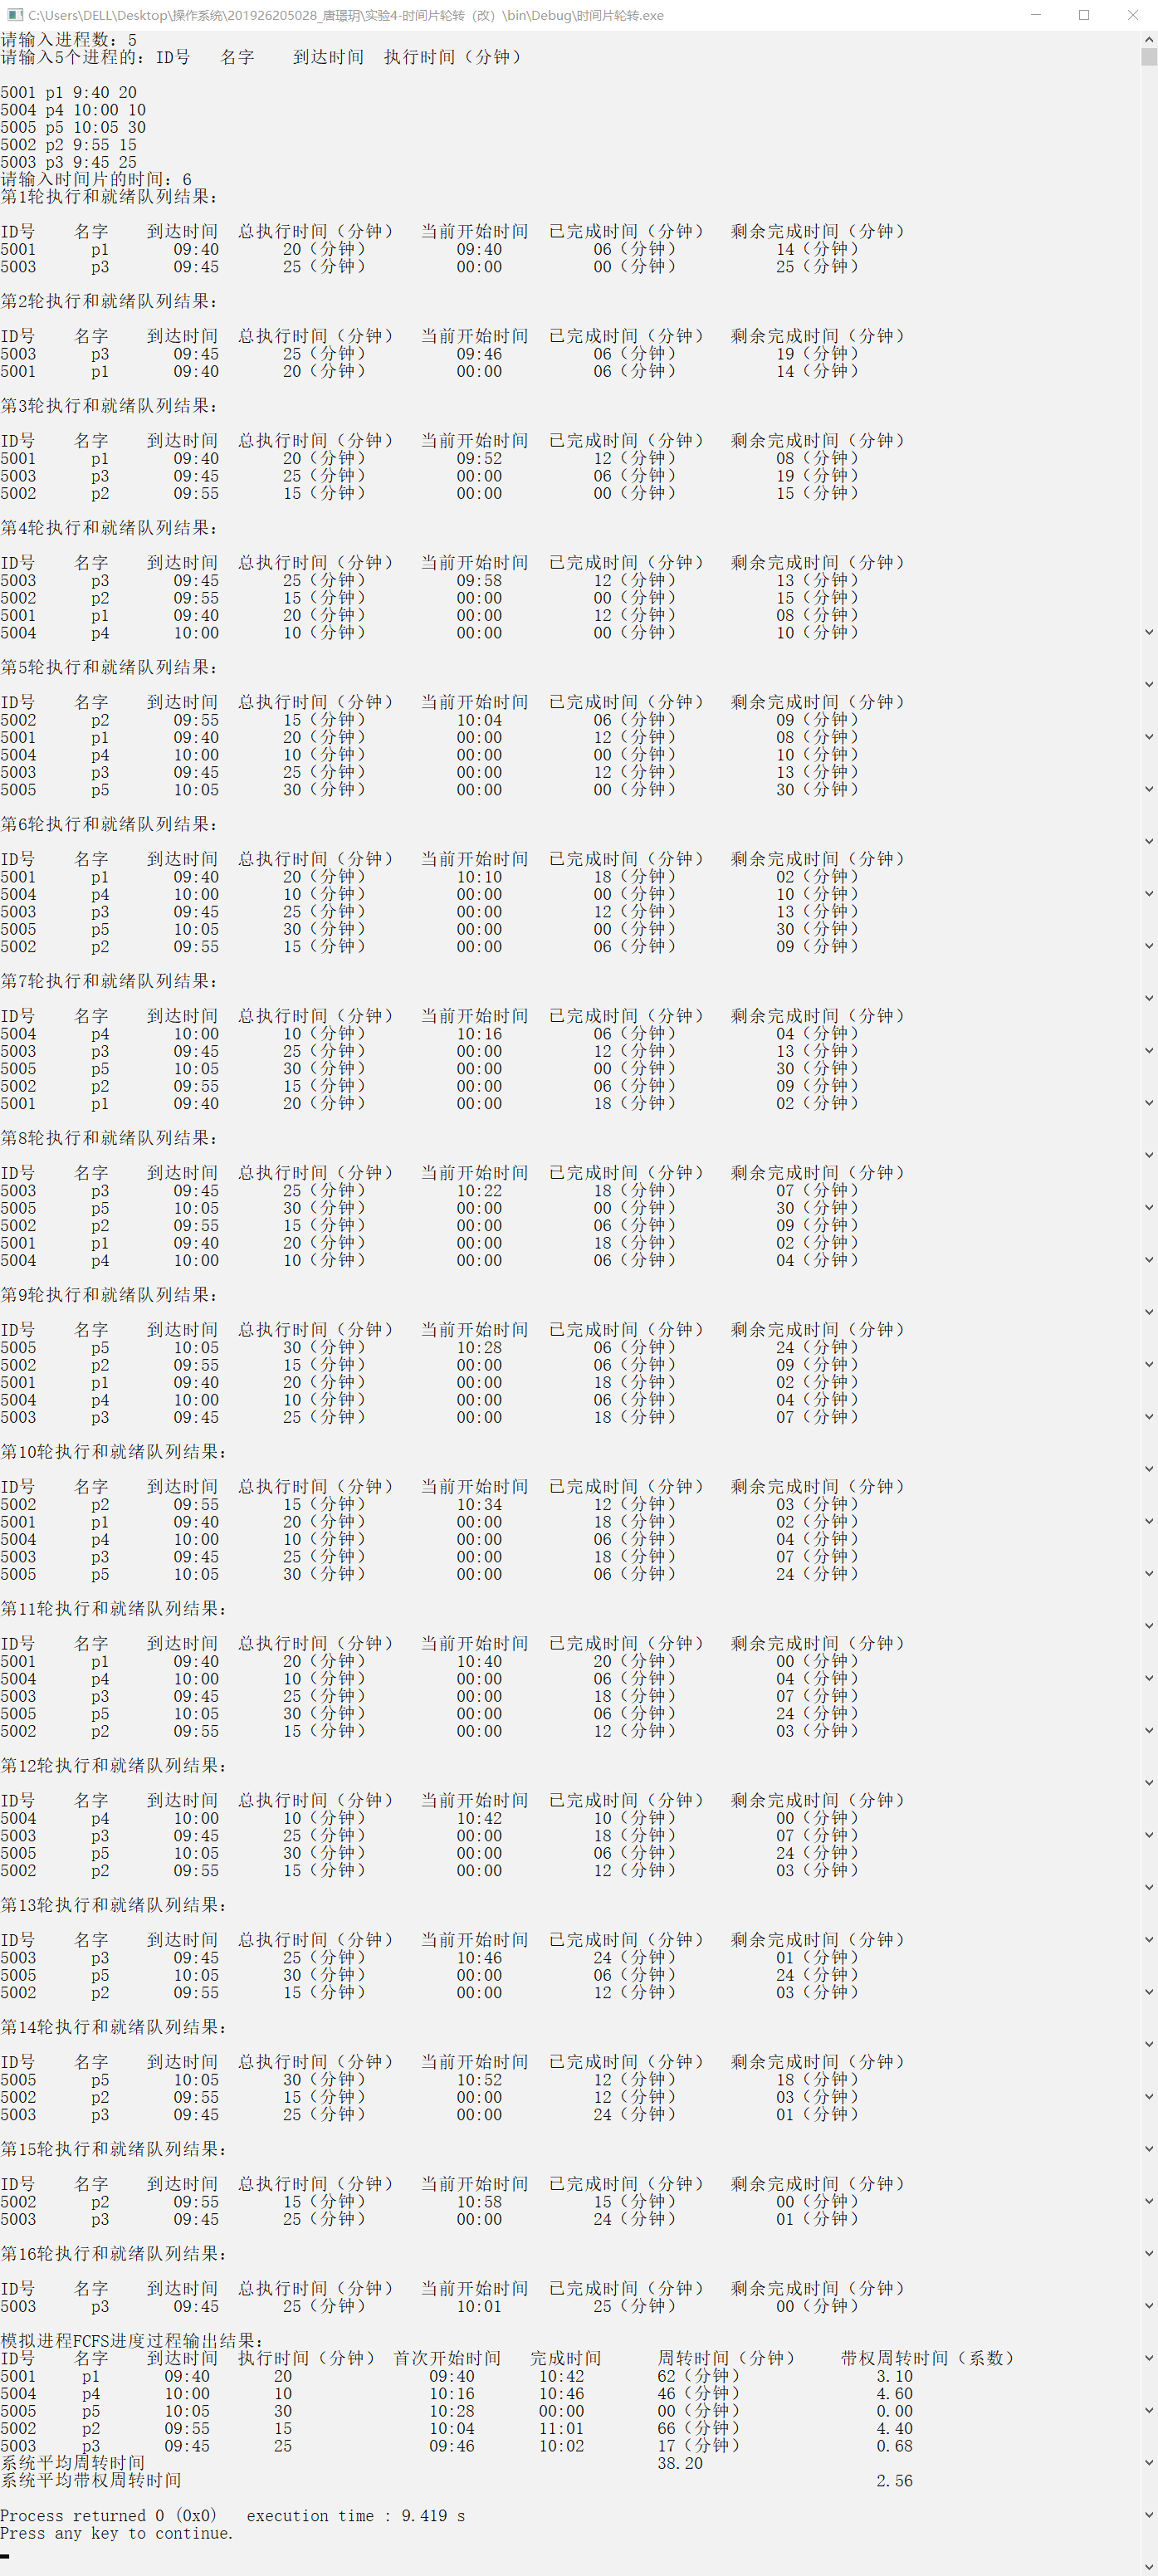 C:\Users\DELL\Desktop\操作系统\201926205028_唐璟玥\实验4-时间片轮转（改）\bin\Debug\时间片轮转.exe
请输入进程数：5
请输入5个进程的：ID号 名字 到达时间 执行时间（分钟）
5001 p1 9:40 20
5004 p4 10:00 10
5005 p5 10:05 30
5002 p2 9:55 15
5003 p3 9:45 25
请输入时间片的时间：6
第1轮执行和就绪队列结果：
ID号 名字 到达时间 总执行时间（分钟） 当前开始时间 已完成时间（分钟） 剩余完成时间（分钟）
5001 p1 09:40 20（分钟） 09:40 06（分钟） 14（分钟）
5003 p3 09:45 25（分钟） 00:00 00（分钟） 25（分钟）
第2轮执行和就绪队列结果：
ID号 名字 到达时间 总执行时间（分钟） 当前开始时间 已完成时间（分钟） 剩余完成时间（分钟）
5003 p3 09:45 25（分钟） 09:46 06（分钟） 19（分钟）
5001 p1 09:40 20（分钟） 00:00 06（分钟） 14（分钟）
第3轮执行和就绪队列结果：
ID号 名字 到达时间 总执行时间（分钟） 当前开始时间 已完成时间（分钟） 剩余完成时间（分钟）
5001 p1 09:40 20（分钟） 09:52 12（分钟） 08（分钟）
5003 p3 09:45 25（分钟） 00:00 06（分钟） 19（分钟）
5002 p2 09:55 15（分钟） 00:00 00（分钟） 15（分钟）
第4轮执行和就绪队列结果：
ID号 名字 到达时间 总执行时间（分钟） 当前开始时间 已完成时间（分钟） 剩余完成时间（分钟）
5003 p3 09:45 25（分钟） 09:58 12（分钟） 13（分钟）
5002 p2 09:55 15（分钟） 00:00 00（分钟） 15（分钟）
5001 p1 09:40 20（分钟） 00:00 12（分钟） 08（分钟）
5004 p4 10:00 10（分钟） 00:00 00（分钟） 10（分钟）
第5轮执行和就绪队列结果：
ID号 名字 到达时间 总执行时间（分钟） 当前开始时间 已完成时间（分钟） 剩余完成时间（分钟）
5002 p2 09:55 15（分钟） 10:04 06（分钟） 09（分钟）
5001 p1 09:40 20（分钟） 00:00 12（分钟） 08（分钟）
5004 p4 10:00 10（分钟） 00:00 00（分钟） 10（分钟）
5003 p3 09:45 25（分钟） 00:00 12（分钟） 13（分钟）
5005 p5 10:05 30（分钟） 00:00 00（分钟） 30（分钟）
第6轮执行和就绪队列结果：
ID号 名字 到达时间 总执行时间（分钟） 当前开始时间 已完成时间（分钟） 剩余完成时间（分钟）
5001 p1 09:40 20（分钟） 10:10 18（分钟） 02（分钟）
5004 p4 10:00 10（分钟） 00:00 00（分钟） 10（分钟）
5003 p3 09:45 25（分钟） 00:00 12（分钟） 13（分钟）
5005 p5 10:05 30（分钟） 00:00 00（分钟） 30（分钟）
5002 p2 09:55 15（分钟） 00:00 06（分钟） 09（分钟）
第7轮执行和就绪队列结果：
ID号 名字 到达时间 总执行时间（分钟） 当前开始时间 已完成时间（分钟） 剩余完成时间（分钟）
5004 p4 10:00 10（分钟） 10:16 06（分钟） 04（分钟）
5003 p3 09:45 25（分钟） 00:00 12（分钟） 13（分钟）
5005 p5 10:05 30（分钟） 00:00 00（分钟） 30（分钟）
5002 p2 09:55 15（分钟） 00:00 06（分钟） 09（分钟）
5001 p1 09:40 20（分钟） 00:00 18（分钟） 02（分钟）
第8轮执行和就绪队列结果：
ID号 名字 到达时间 总执行时间（分钟） 当前开始时间 已完成时间（分钟） 剩余完成时间（分钟）
5003 p3 09:45 25（分钟） 10:22 18（分钟） 07（分钟）
5005 p5 10:05 30（分钟） 00:00 00（分钟） 30（分钟）
5002 p2 09:55 15（分钟） 00:00 06（分钟） 09（分钟）
5001 p1 09:40 20（分钟） 00:00 18（分钟） 02（分钟）
5004 p4 10:00 10（分钟） 00:00 06（分钟） 04（分钟）
第9轮执行和就绪队列结果：
ID号 名字 到达时间 总执行时间（分钟） 当前开始时间 已完成时间（分钟） 剩余完成时间（分钟）
5005 p5 10:05 30（分钟） 10:28 06（分钟） 24（分钟）
5002 p2 09:55 15（分钟） 00:00 06（分钟） 09（分钟）
5001 p1 09:40 20（分钟） 00:00 18（分钟） 02（分钟）
5004 p4 10:00 10（分钟） 00:00 06（分钟） 04（分钟）
5003 p3 09:45 25（分钟） 00:00 18（分钟） 07（分钟）
第10轮执行和就绪队列结果：
ID号 名字 到达时间 总执行时间（分钟） 当前开始时间 已完成时间（分钟） 剩余完成时间（分钟）
5002 p2 09:55 15（分钟） 10:34 12（分钟） 03（分钟）
5001 p1 09:40 20（分钟） 00:00 18（分钟） 02（分钟）
5004 p4 10:00 10（分钟） 00:00 06（分钟） 04（分钟）
5003 p3 09:45 25（分钟） 00:00 18（分钟） 07（分钟）
5005 p5 10:05 30（分钟） 00:00 06（分钟） 24（分钟）
第11轮执行和就绪队列结果：
ID号 名字 到达时间 总执行时间（分钟） 当前开始时间 已完成时间（分钟） 剩余完成时间（分钟）
5001 p1 09:40 20（分钟） 10:40 20（分钟） 00（分钟）
5004 p4 10:00 10（分钟） 00:00 06（分钟） 04（分钟）
5003 p3 09:45 25（分钟） 00:00 18（分钟） 07（分钟）
5005 p5 10:05 30（分钟） 00:00 06（分钟） 24（分钟）
5002 p2 09:55 15（分钟） 00:00 12（分钟） 03（分钟）
第12轮执行和就绪队列结果：
ID号 名字 到达时间 总执行时间（分钟） 当前开始时间 已完成时间（分钟） 剩余完成时间（分钟）
5004 p4 10:00 10（分钟） 10:42 10（分钟） 00（分钟）
5003 p3 09:45 25（分钟） 00:00 18（分钟） 07（分钟）
5005 p5 10:05 30（分钟） 00:00 06（分钟） 24（分钟）
5002 p2 09:55 15（分钟） 00:00 12（分钟） 03（分钟）
第13轮执行和就绪队列结果：
ID号 名字 到达时间 总执行时间（分钟） 当前开始时间 已完成时间（分钟） 剩余完成时间（分钟）
5003 p3 09:45 25（分钟） 10:46 24（分钟） 01（分钟）
5005 p5 10:05 30（分钟） 00:00 06（分钟） 24（分钟）
5002 p2 09:55 15（分钟） 00:00 12（分钟） 03（分钟）
第14轮执行和就绪队列结果：
ID号 名字 到达时间 总执行时间（分钟） 当前开始时间 已完成时间（分钟） 剩余完成时间（分钟）
5005 p5 10:05 30（分钟） 10:52 12（分钟） 18（分钟）
5002 p2 09:55 15（分钟） 00:00 12（分钟） 03（分钟）
5003 p3 09:45 25（分钟） 00:00 24（分钟） 01（分钟）
第15轮执行和就绪队列结果：
ID号 名字 到达时间 总执行时间（分钟） 当前开始时间 已完成时间（分钟） 剩余完成时间（分钟）
5002 p2 09:55 15（分钟） 10:58 15（分钟） 00（分钟）
5003 p3 09:45 25（分钟） 00:00 24（分钟） 01（分钟）
第16轮执行和就绪队列结果：
ID号 名字 到达时间 总执行时间（分钟） 当前开始时间 已完成时间（分钟） 剩余完成时间（分钟）
5003 p3 09:45 25（分钟） 10:01 25（分钟） 00（分钟）
模拟进程FCFS进度过程输出结果：
ID号 名字 到达时间 执行时间（分钟） 首次开始时间 完成时间 周转时间（分钟） 带权周转时间（系数）
5001 p1 09:40 20 09:40 10:42 62（分钟） 3.10
5004 p4 10:00 10 10:16 10:46 46（分钟） 4.60
5005 p5 10:05 30 10:28 00:00 00（分钟） 0.00
5002 p2 09:55 15 10:04 11:01 66（分钟） 4.40
5003 p3 09:45 25 09:46 10:02 17（分钟） 0.68
系统平均周转时间 38.20
系统平均带权周转时间 2.56
Process returned 0 (0x0) execution time : 9.419 s
Press any key to continue.